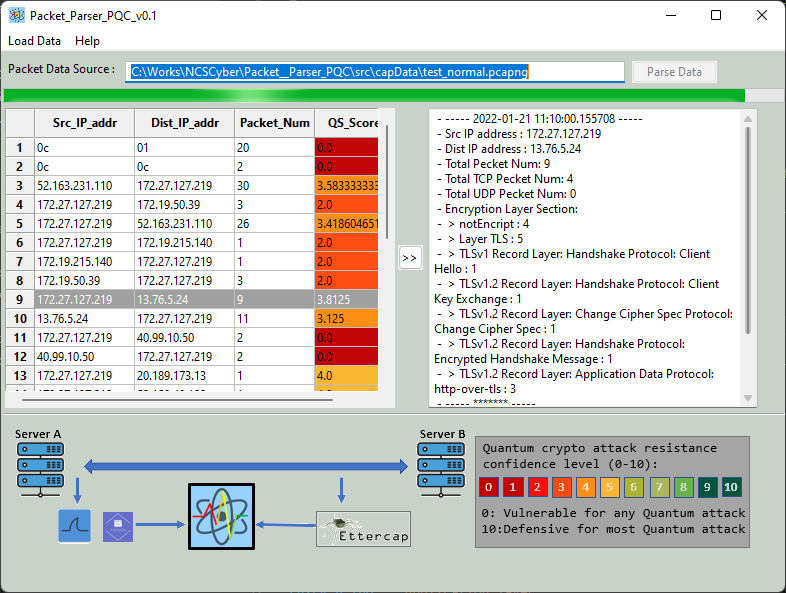 Packet_Parser_PQC_v0.1
Load Data Help
Packet Data Source : C:\Works\NCSCyber\Packet__Parser_PQC\src\capData\test_normal.pcapng Parse Data
Src_IP_addr Dist_IP_addr Packet_Num QS_Score
1 0c 01 20 0.0
2 0c 0c 2 0.0
3 52.163.231.110 172.27.127.219 30 3.583333333
4 172.27.127.219 172.19.50.39 3 2.0
5 172.27.127.219 52.163.231.110 26 3.418604651
6 172.27.127.219 172.19.215.140 1 2.0
7 172.19.215.140 172.27.127.219 1 2.0
8 172.19.50.39 172.27.127.219 3 2.0
9 172.27.127.219 13.76.5.24 9 3.8125
10 13.76.5.24 172.27.127.219 11 3.125
11 172.27.127.219 40.99.10.50 2 0.0
12 40.99.10.50 172.27.127.219 2 0.0
13 172.27.127.219 20.189.173.13 1 4.0
>>
- ----- 2022-01-21 11:10:00.155708 -----
- Src IP address : 172.27.127.219
- Dist IP address : 13.76.5.24
- Total Pecket Num: 9
- Total TCP Pecket Num: 4
- Total UDP Pecket Num: 0
- Encryption Layer Section:
- > notEncript : 4
- > Layer TLS : 5
- > TLSv1 Record Layer: Handshake Protocol: Client
Hello : 1
- > TLSv1.2 Record Layer: Handshake Protocol: Client
Key Exchange : 1
- > TLSv1.2 Record Layer: Change Cipher Spec Protocol:
Change Cipher Spec : 1
- > TLSv1.2 Record Layer: Handshake Protocol:
Encrypted Handshake Message : 1
- > TLSv1.2 Record Layer: Application Data Protocol:
http-over-tls : 3
- ----- ******* -----
Server A
Server B
Ettercap
Quantum crypto attack resistance
confidence level (0-10):
0 1 2 3 4 5 6 7 8 9 10
0: Vulnerable for any Quantum attack
10:Defensive for most Quantum attack